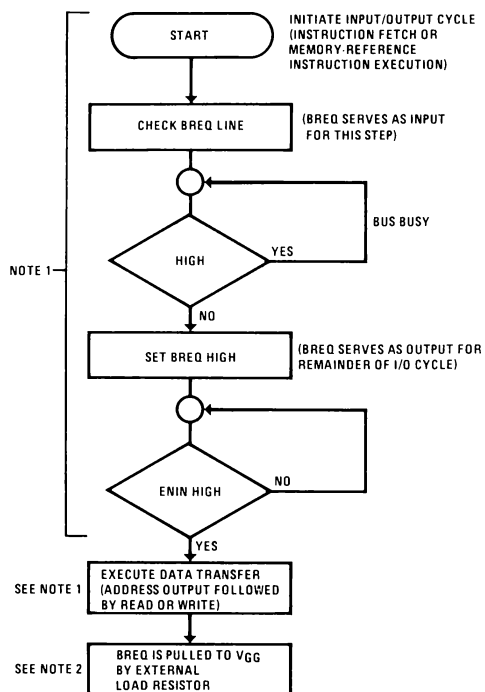 START
INITIATE INPUT/OUTPUT CYCLE
(INSTRUCTION FETCH OR
MEMORY-REFERENCE
INSTRUCTION EXECUTION)
CHECK BREQ LINE
(BREQ SERVES AS INPUT
FOR THIS STEP)
BUS BUSY
HIGH
YES
NOTE 1
NO
SET BREQ HIGH
(BREQ SERVES AS OUTPUT FOR
REMAINDER OF I/O CYCLE)
ENIN HIGH
NO
YES
SEE NOTE 1
EXECUTE DATA TRANSFER
(ADDRESS OUTPUT FOLLOWED
BY READ OR WRITE)
SEE NOTE 2
BREQ IS PULLED TO VGG
BY EXTERNAL
LOAD RESISTOR